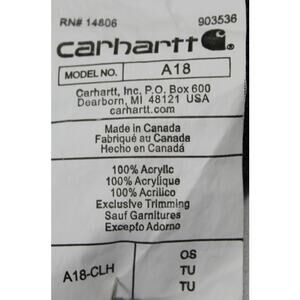 RN# 14806 903536
carhartt
MODEL NO. A18
Carhartt, Inc. P.O. Box 600
Dearborn, MI 48121 USA
carhartt.com
Made in Canada
Fabriqué au Canada
Hecho en Canadá
100% Acrylic
100% Acrylique
100% Acrilico
Exclusive Trimming
Sauf Garnitures
Excepto Adorno
OS
A18-CLH TU
TU